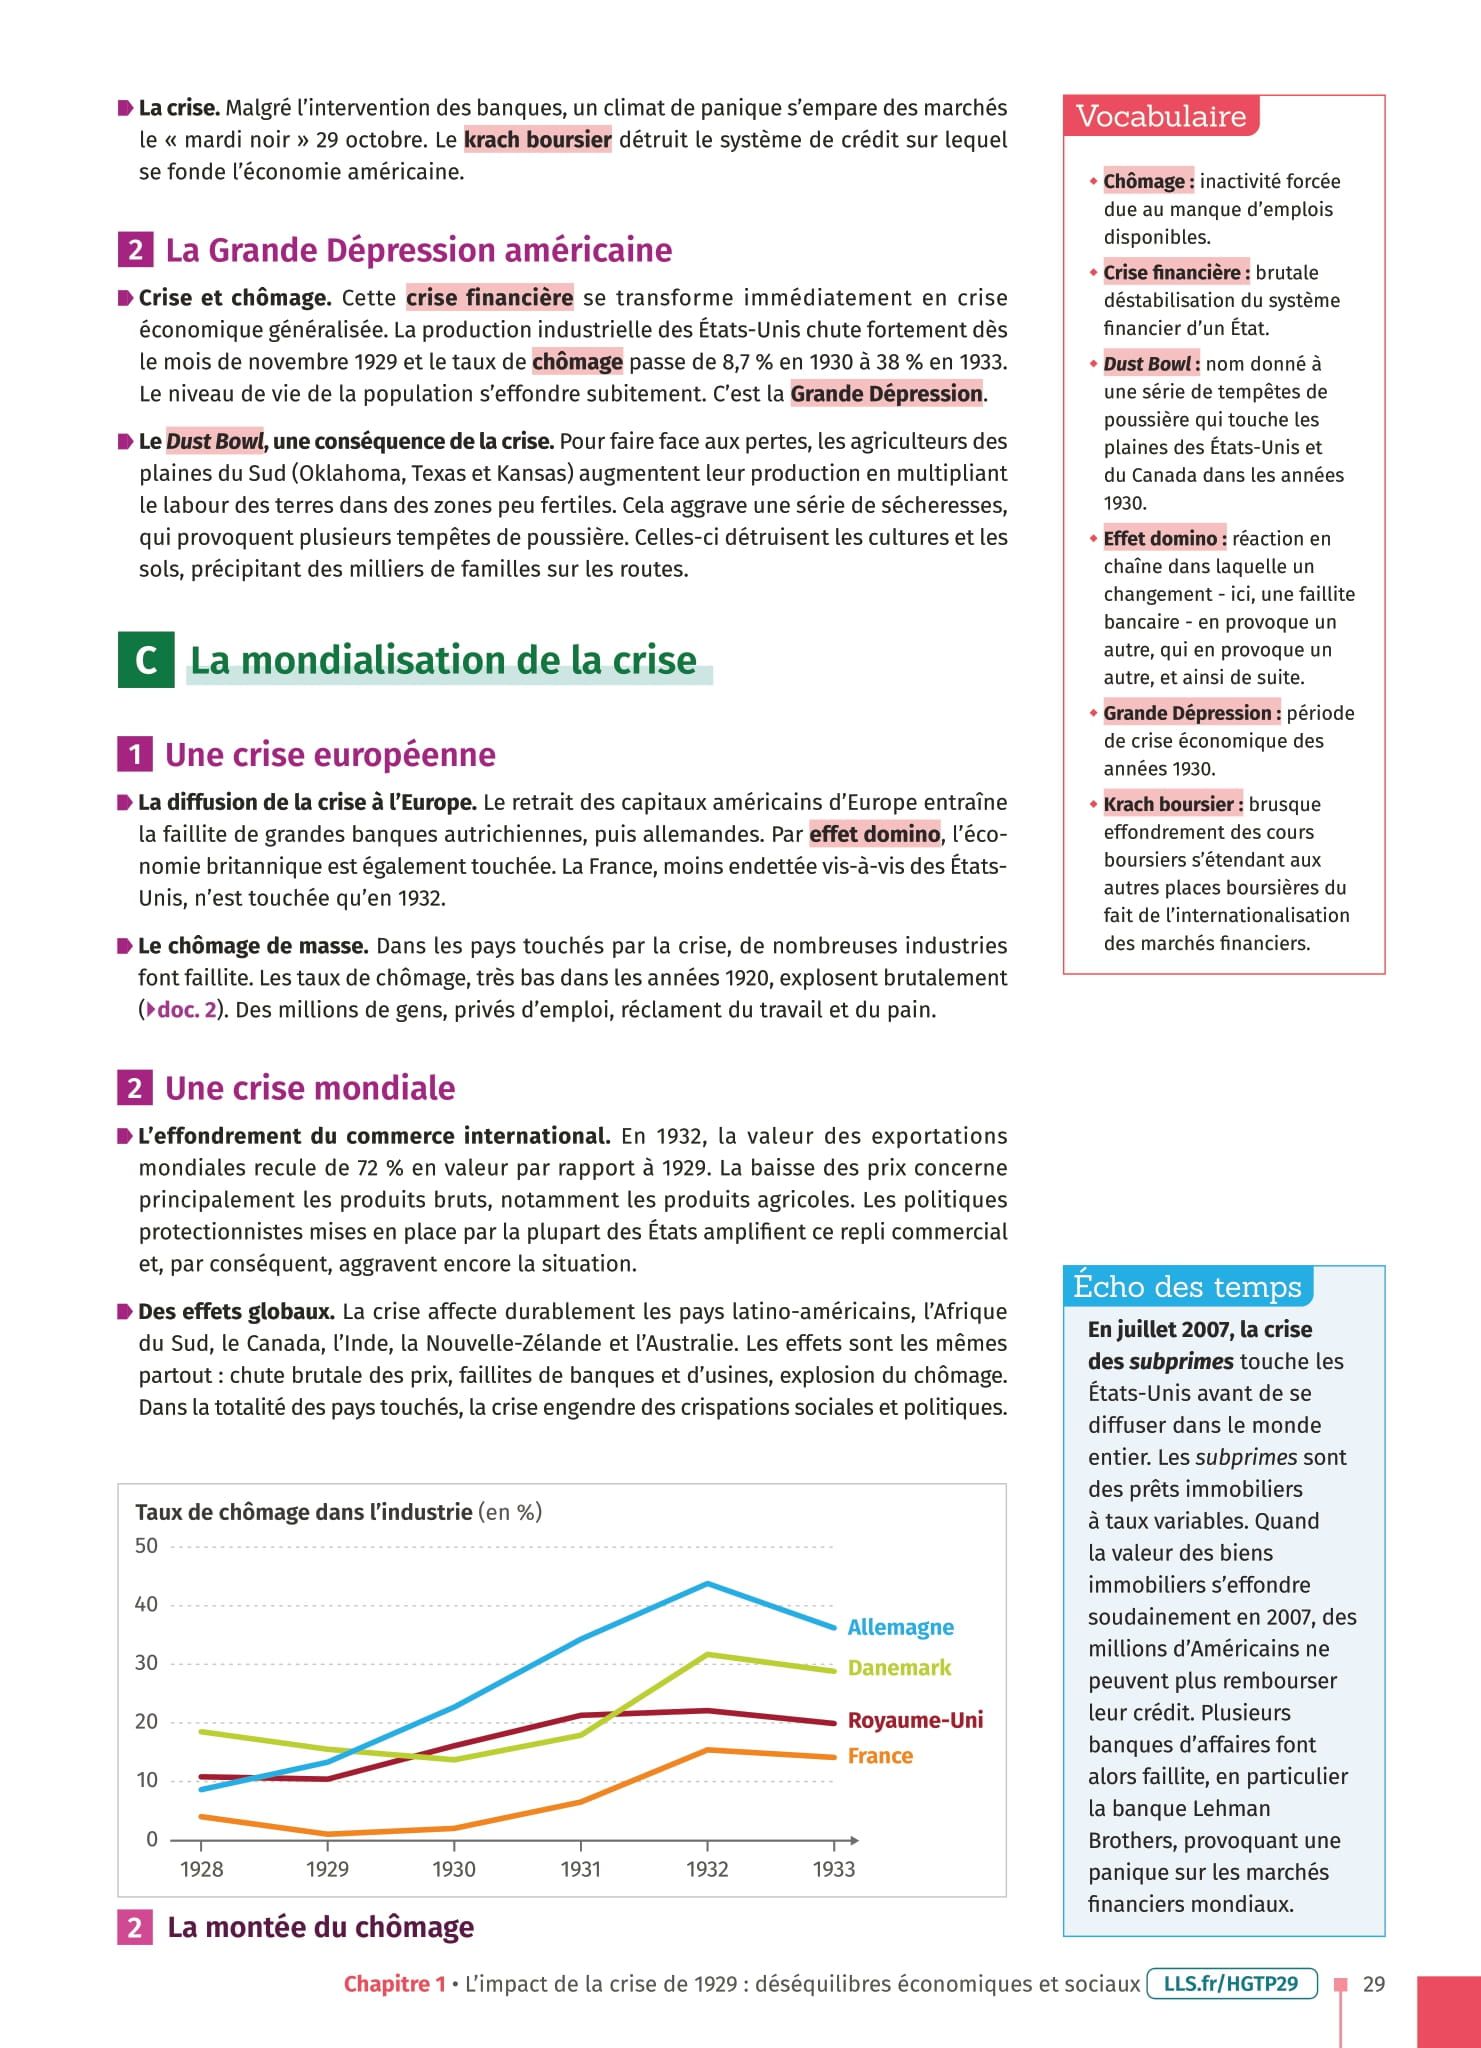 La crise. Malgré l’intervention des banques, un climat de panique s’empare des marchés
le « mardi noir » 29 octobre. Le krach boursier détruit le système de crédit sur lequel
se fonde l’économie américaine.
2 La Grande Dépression américaine
Crise et chômage. Cette crise financière se transforme immédiatement en crise
économique généralisée. La production industrielle des États-Unis chute fortement dès
le mois de novembre 1929 et le taux de chômage passe de 8,7 % en 1930 à 38 % en 1933.
Le niveau de vie de la population s’effondre subitement. C’est la Grande Dépression.
Le Dust Bowl, une conséquence de la crise. Pour faire face aux pertes, les agriculteurs des
plaines du Sud (Oklahoma, Texas et Kansas) augmentent leur production en multipliant
le labour des terres dans des zones peu fertiles. Cela aggrave une série de sécheresses,
qui provoquent plusieurs tempêtes de poussière. Celles-ci détruisent les cultures et les
sols, précipitant des milliers de familles sur les routes.
C La mondialisation de la crise
1 Une crise européenne
La diffusion de la crise à l’Europe. Le retrait des capitaux américains d’Europe entraîne
la faillite de grandes banques autrichiennes, puis allemandes. Par effet domino, l’éco-
nomie britannique est également touchée. La France, moins endettée vis-à-vis des États-
Unis, n’est touchée qu’en 1932.
Le chômage de masse. Dans les pays touchés par la crise, de nombreuses industries
font faillite. Les taux de chômage, très bas dans les années 1920, explosent brutalement
(doc. 2). Des millions de gens, privés d’emploi, réclament du travail et du pain.
2 Une crise mondiale
L’effondrement du commerce international. En 1932, la valeur des exportations
mondiales recule de 72 % en valeur par rapport à 1929. La baisse des prix concerne
principalement les produits bruts, notamment les produits agricoles. Les politiques
protectionnistes mises en place par la plupart des États amplifient ce repli commercial
et, par conséquent, aggravent encore la situation.
Des effets globaux. La crise affecte durablement les pays latino-américains, l’Afrique
du Sud, le Canada, l’Inde, la Nouvelle-Zélande et l’Australie. Les effets sont les mêmes
partout : chute brutale des prix, faillites de banques et d’usines, explosion du chômage.
Dans la totalité des pays touchés, la crise engendre des crispations sociales et politiques.
Taux de chômage dans l’industrie (en %)
50
40
30
20
10
0
1928 1929 1930 1931 1932 1933
Allemagne
Danemark
Royaume-Uni
France
2 La montée du chômage
Vocabulaire
Chômage : inactivité forcée
due au manque d’emplois
disponibles.
Crise financière : brutale
déstabilisation du système
financier d’un État.
Dust Bowl : nom donné à
une série de tempêtes de
poussière qui touche les
plaines des États-Unis et
du Canada dans les années
1930.
Effet domino : réaction en
chaîne dans laquelle un
changement - ici, une faillite
bancaire - en provoque un
autre, qui en provoque un
autre, et ainsi de suite.
Grande Dépression : période
de crise économique des
années 1930.
Krach boursier : brusque
effondrement des cours
boursiers s’étendant aux
autres places boursières du
fait de l’internationalisation
des marchés financiers.
Écho des temps
En juillet 2007, la crise
des subprimes touche les
États-Unis avant de se
diffuser dans le monde
entier. Les subprimes sont
des prêts immobiliers
à taux variables. Quand
la valeur des biens
immobiliers s’effondre
soudainement en 2007, des
millions d’Américains ne
peuvent plus rembourser
leur crédit. Plusieurs
banques d’affaires font
alors faillite, en particulier
la banque Lehman
Brothers, provoquant une
panique sur les marchés
financiers mondiaux.
Chapitre 1 • L’impact de la crise de 1929 : déséquilibres économiques et sociaux LLS.fr/HGTP29 29